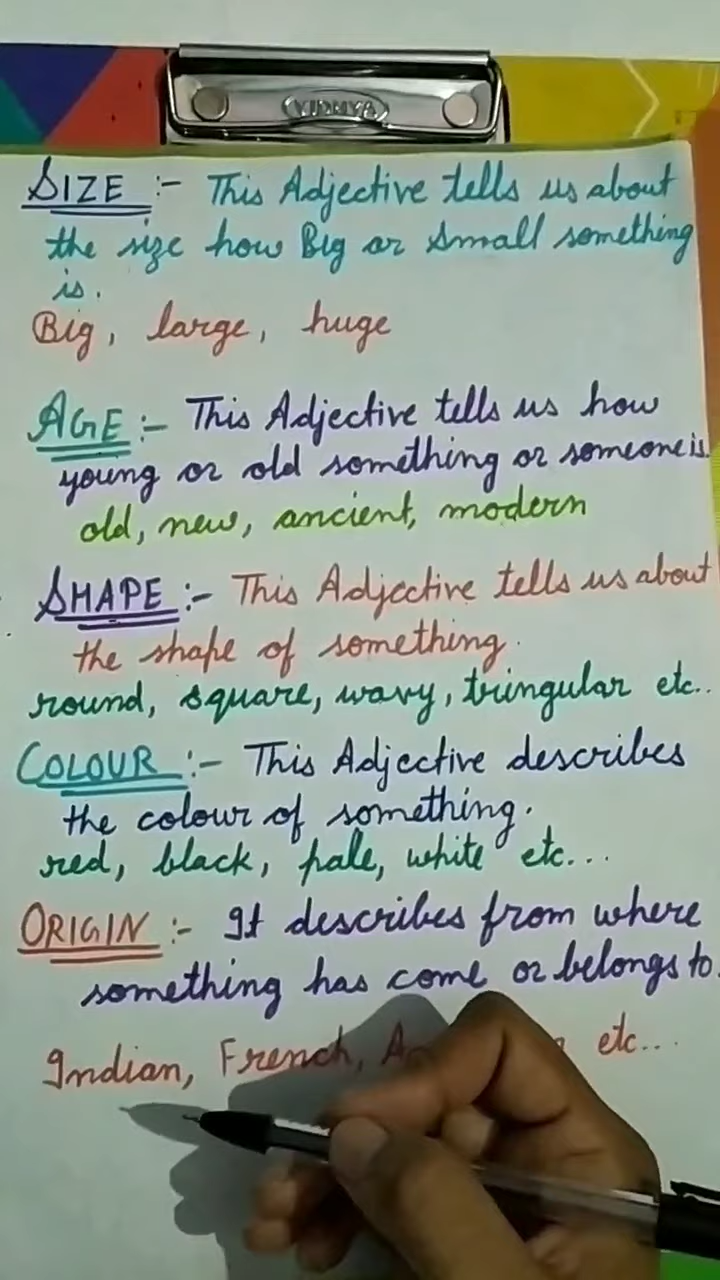 VIDHYA
SIZE :- This Adjective tells us about
the size how Big or Small something
is.
Big, large, huge
AGE :- This Adjective tells us how
young or old something or someone is.
old, new, ancient, modern
SHAPE :- This Adjective tells us about
the shape of something.
round, square, wavy, tringular etc..
COLOUR :- This Adjective describes
the colour of something.
red, black, pale, white etc...
ORIGIN :- It describes from where
something has come or belongs to.
Indian, French, etc...